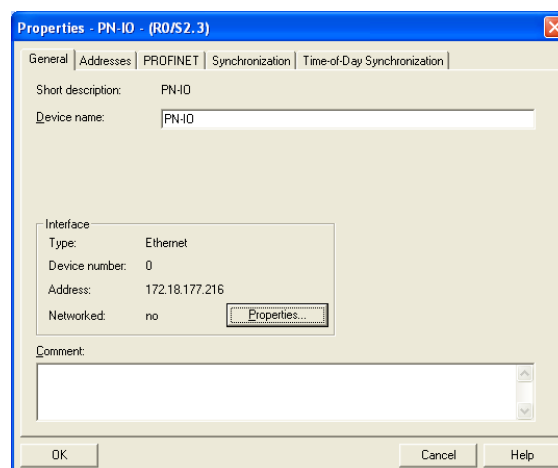 Properties - PN-IO - (R0/S2.3)
General Addresses PROFINET Synchronization Time-of-Day Synchronization
Short description: PN-IO
Device name: PN-IO
Interface
Type: Ethernet
Device number: 0
Address: 172.18.177.216
Networked: no Properties...
Comment:
OK Cancel Help